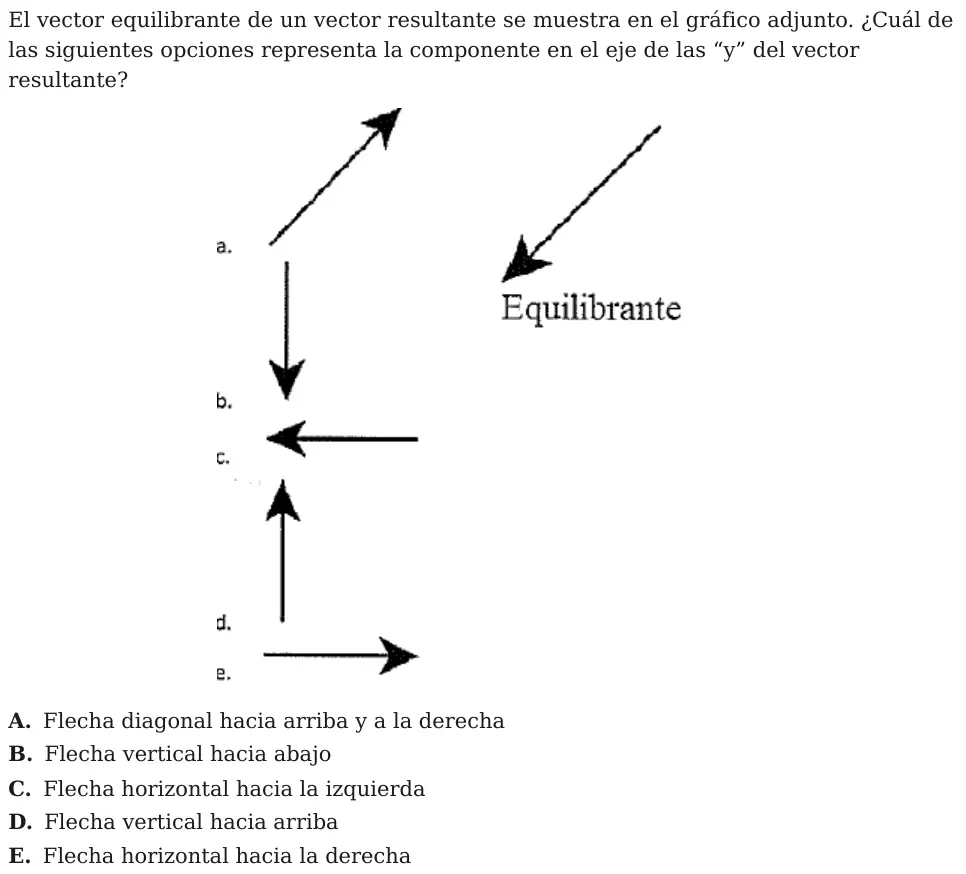 El vector equilibrante de un vector resultante se muestra en el gráfico adjunto. ¿Cuál de
las siguientes opciones representa la componente en el eje de las “y” del vector
resultante?
a.
Equilibrante
b.
c.
d.
e.
A. Flecha diagonal hacia arriba y a la derecha
B. Flecha vertical hacia abajo
C. Flecha horizontal hacia la izquierda
D. Flecha vertical hacia arriba
E. Flecha horizontal hacia la derecha